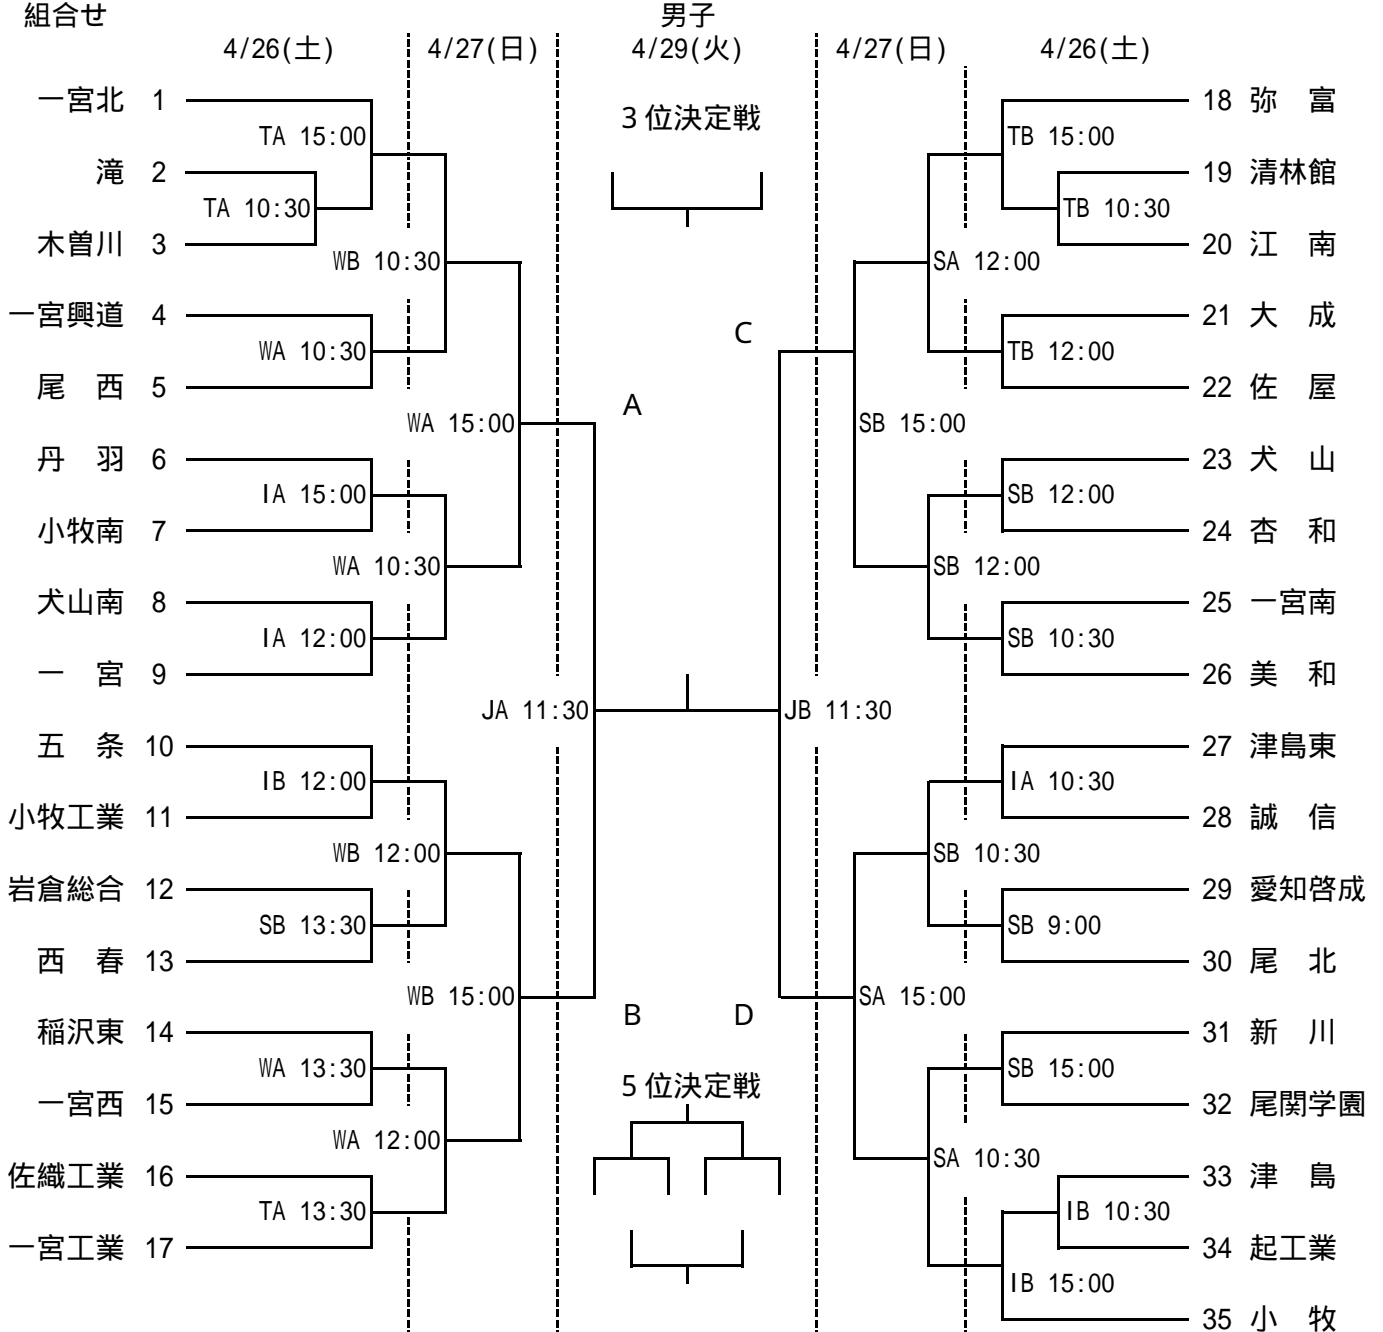 組合せ 男子
4/26(土) 4/27(日) 4/29(火) 4/27(日) 4/26(土)
一宮北 1 3位決定戦 18 弥 富
TA 15:00 TB 15:00
滝 2 19 清林館
TA 10:30 TB 10:30
木曽川 3 20 江 南
WB 10:30 SA 12:00
一宮興道 4 21 大 成
C
WA 10:30 TB 12:00
尾 西 5 22 佐 屋
A
WA 15:00 SB 15:00
丹 羽 6 23 犬 山
IA 15:00 SB 12:00
小牧南 7 24 杏 和
WA 10:30 SB 12:00
犬山南 8 25 一宮南
IA 12:00 SB 10:30
一 宮 9 26 美 和
JA 11:30 JB 11:30
五 条 10 27 津島東
IB 12:00 IA 10:30
小牧工業 11 28 誠 信
WB 12:00 SB 10:30
岩倉総合 12 29 愛知啓成
SB 13:30 SB 9:00
西 春 13 30 尾 北
WB 15:00 SA 15:00
B D
稲沢東 14 31 新 川
WA 13:30 SB 15:00
5位決定戦
一宮西 15 32 尾関学園
WA 12:00 SA 10:30
佐織工業 16 33 津 島
TA 13:30 IB 10:30
一宮工業 17 34 起工業
IB 15:00
35 小 牧